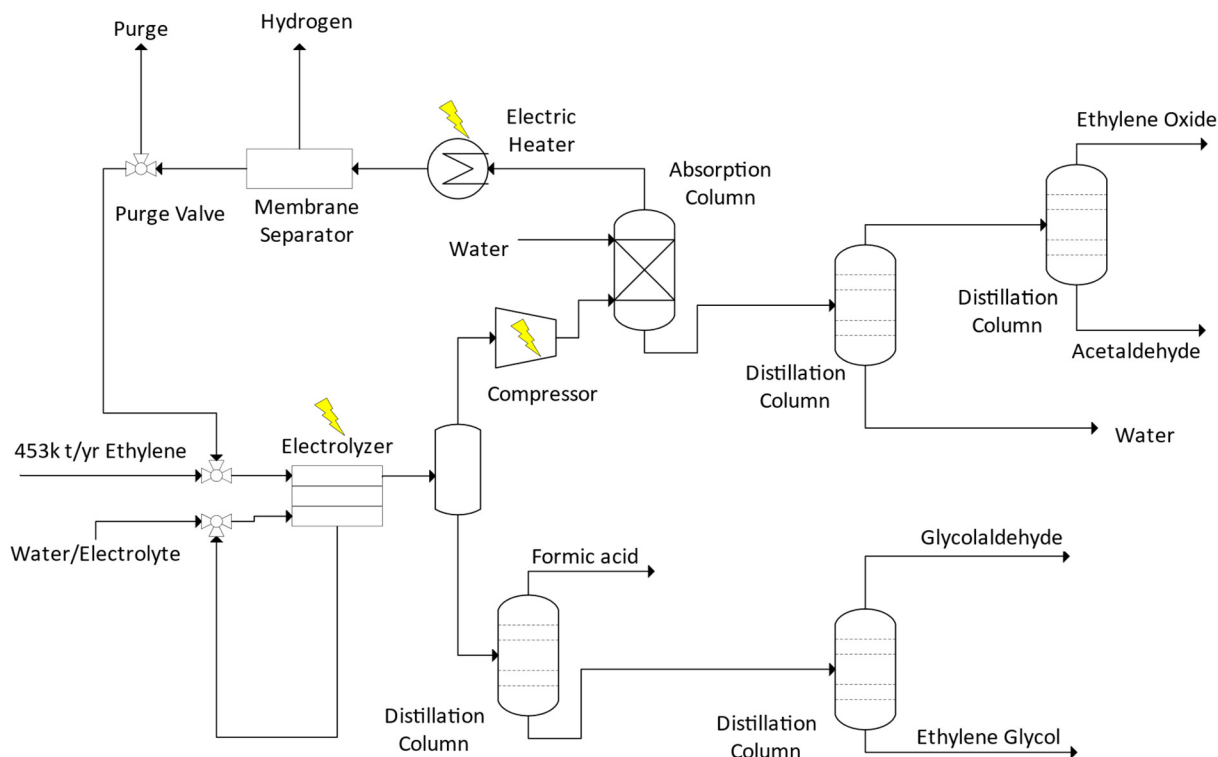 Purge
Hydrogen
Electric
Heater
Ethylene Oxide
Absorption
Column
Purge Valve
Membrane
Separator
Water
Distillation
Column
Acetaldehyde
Compressor
Distillation
Column
Water
453k t/yr Ethylene
Electrolyzer
Water/Electrolyte
Formic acid
Glycolaldehyde
Distillation
Column
Distillation
Column
Ethylene Glycol